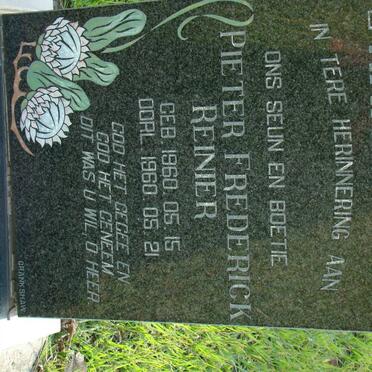 IN TERE HERINNERING AAN
ONS SEUN EN BOETIE
PIETER FREDERICK
REINIER
GEB 1960 05 15
OORL 1960 05 21
GOD HET GEGEE EN
GOD HET GENEEM
DIT WAS U WIL O HEER
GRANKSHAW